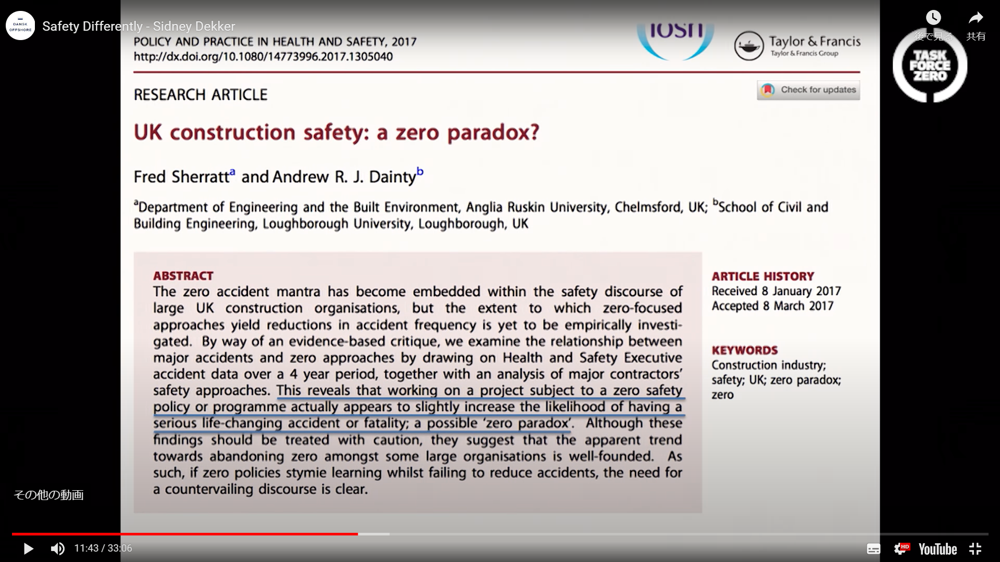 DANSK
OFFSHORE
Safety Differently - Sidney Dekker
後で見る
共有
POLICY AND PRACTICE IN HEALTH AND SAFETY, 2017
http://dx.doi.org/10.1080/14773996.2017.1305040
iosh
Taylor & Francis
Taylor & Francis Group
TASK
FORCE
ZERO
Check for updates
RESEARCH ARTICLE
UK construction safety: a zero paradox?
Fred Sherratta and Andrew R. J. Daintyb
aDepartment of Engineering and the Built Environment, Anglia Ruskin University, Chelmsford, UK; bSchool of Civil and
Building Engineering, Loughborough University, Loughborough, UK
ABSTRACT
The zero accident mantra has become embedded within the safety discourse of
large UK construction organisations, but the extent to which zero-focused
approaches yield reductions in accident frequency is yet to be empirically investi-
gated. By way of an evidence-based critique, we examine the relationship between
major accidents and zero approaches by drawing on Health and Safety Executive
accident data over a 4 year period, together with an analysis of major contractors’
safety approaches. This reveals that working on a project subject to a zero safety
policy or programme actually appears to slightly increase the likelihood of having a
serious life-changing accident or fatality; a possible ‘zero paradox’. Although these
findings should be treated with caution, they suggest that the apparent trend
towards abandoning zero amongst some large organisations is well-founded. As
such, if zero policies stymie learning whilst failing to reduce accidents, the need for
a countervailing discourse is clear.
ARTICLE HISTORY
Received 8 January 2017
Accepted 8 March 2017
KEYWORDS
Construction industry;
safety; UK; zero paradox;
zero
その他の動画
11:43 / 33:06
HD
YouTube